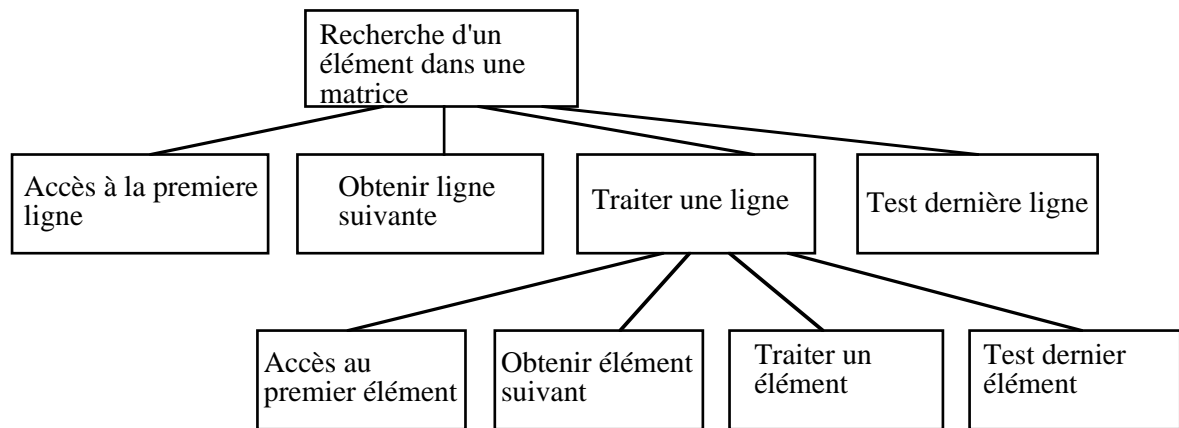 Recherche d'un
élément dans une
matrice
Accès à la premiere
ligne
Obtenir ligne
suivante
Traiter une ligne
Test dernière ligne
Accès au
premier élément
Obtenir élément
suivant
Traiter un
élément
Test dernier
élément